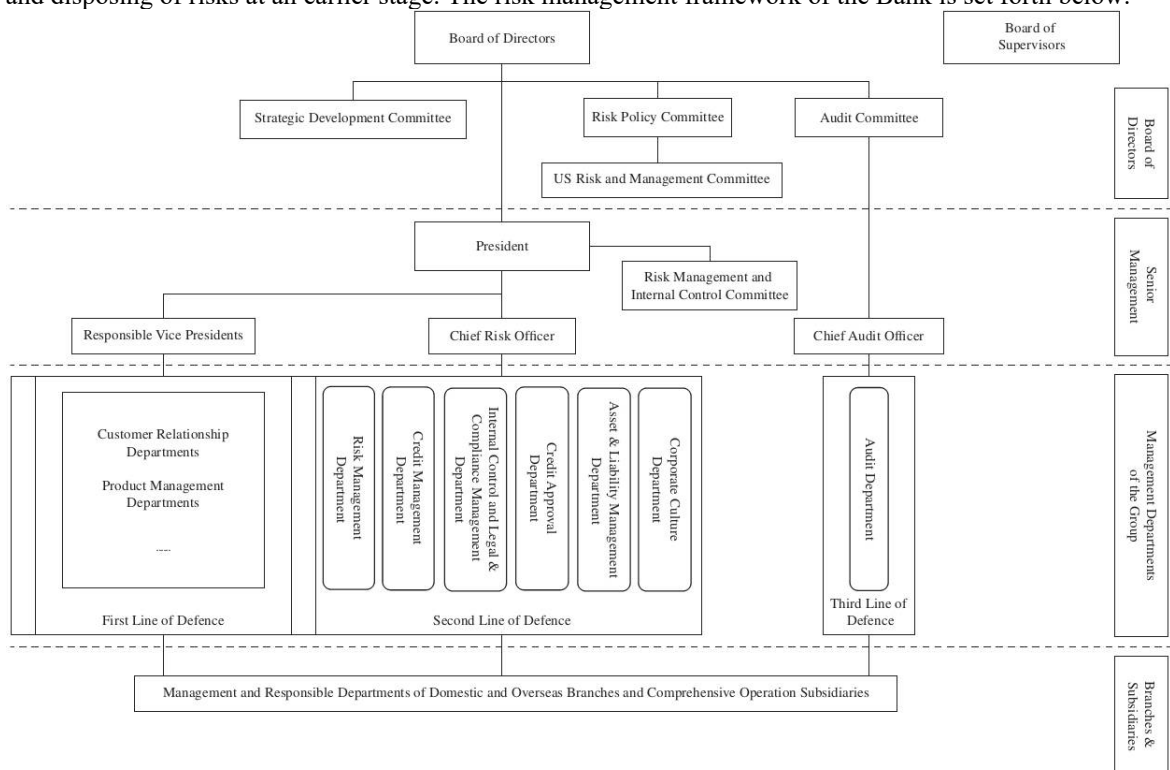 and disposing of risks at an earlier stage. The risk management framework of the Bank is set forth below:
Board of Directors
Board of
Supervisors
Strategic Development Committee
Risk Policy Committee
Audit Committee
US Risk and Management Committee
Board of
Directors
President
Risk Management and
Internal Control Committee
Responsible Vice Presidents
Chief Risk Officer
Chief Audit Officer
Senior
Management
Customer Relationship
Departments
Product Management
Departments
......
First Line of Defence
Risk Management
Department
Credit Management
Department
Internal Control and Legal &
Compliance Management
Department
Credit Approval
Department
Asset & Liability Management
Department
Corporate Culture
Department
Second Line of Defence
Audit Department
Third Line of
Defence
Management Departments
of the Group
Management and Responsible Departments of Domestic and Overseas Branches and Comprehensive Operation Subsidiaries
Branches &
Subsidiaries